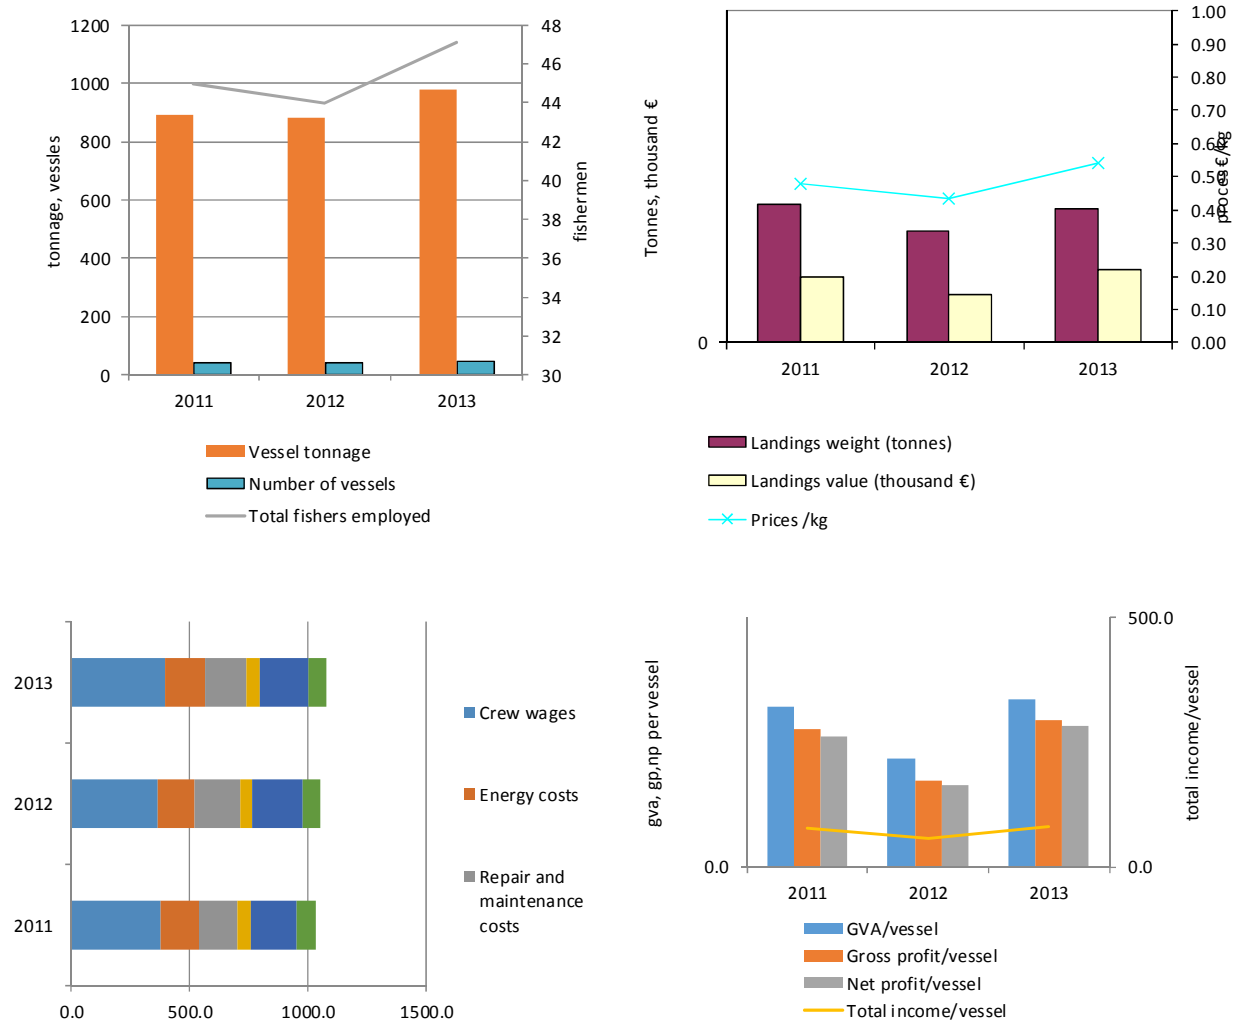 1200
1000
800
600
400
200
0
tonnage, vessles
48
46
44
42
40
38
36
34
32
30
fishermen
2011
2012
2013
Vessel tonnage
Number of vessels
Total fishers employed
Tonnes, thousand €
0
1.00
0.90
0.80
0.70
0.60
0.50
0.40
0.30
0.20
0.10
0.00
proces €/kg
2011
2012
2013
Landings weight (tonnes)
Landings value (thousand €)
Prices /kg
2013
2012
2011
0.0
500.0
1000.0
1500.0
Crew wages
Energy costs
Repair and
maintenance
costs
gva, gp,np per vessel
0.0
500.0
0.0
total income/vessel
2011
2012
2013
GVA/vessel
Gross profit/vessel
Net profit/vessel
Total income/vessel